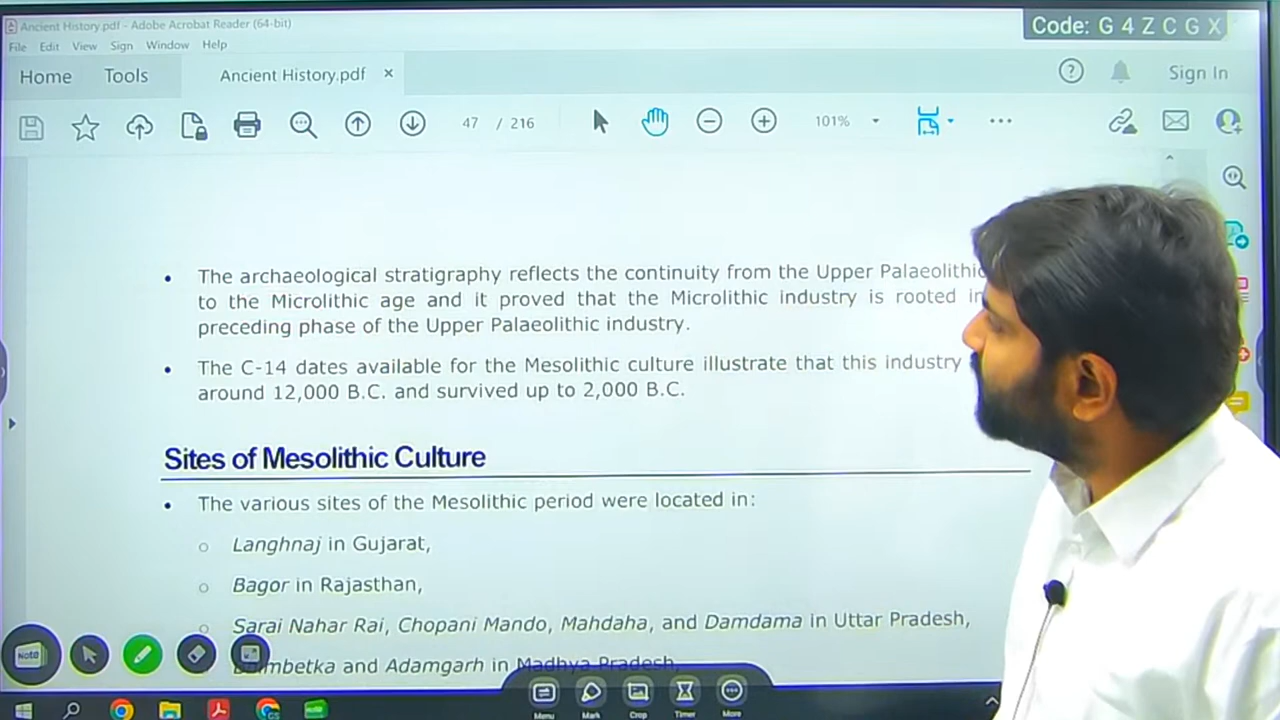 Ancient History.pdf - Adobe Acrobat Reader (64-bit)
Code: G 4 Z C G X
File Edit View Sign Window Help
Home Tools Ancient History.pdf × Sign In
47 / 216 101%
• The archaeological stratigraphy reflects the continuity from the Upper Palaeolithic
to the Microlithic age and it proved that the Microlithic industry is rooted in
preceding phase of the Upper Palaeolithic industry.
• The C-14 dates available for the Mesolithic culture illustrate that this industry
around 12,000 B.C. and survived up to 2,000 B.C.
Sites of Mesolithic Culture
• The various sites of the Mesolithic period were located in:
○ Langhnaj in Gujarat,
○ Bagor in Rajasthan,
○ Sarai Nahar Rai, Chopani Mando, Mahdaha, and Damdama in Uttar Pradesh,
and Adamgarh in Madhya Pradesh,
Note
Menu Mark Crop Timer More